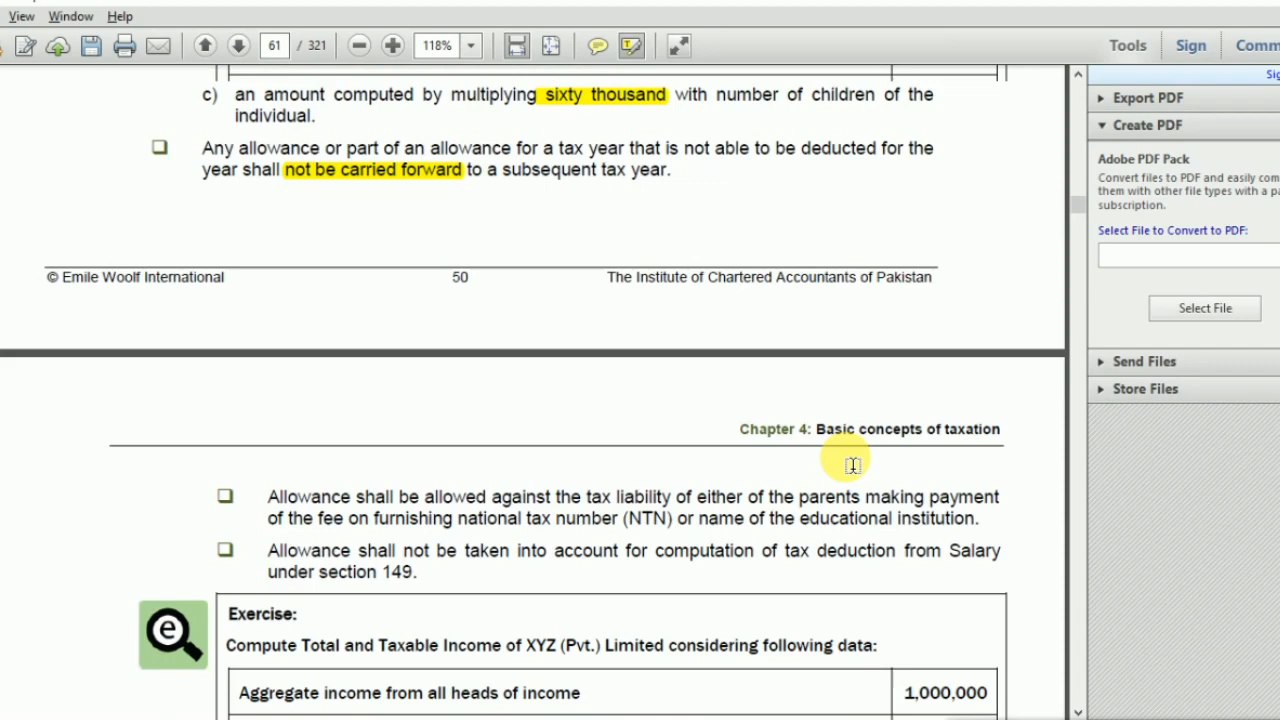 View Window Help
61 / 321 118% Tools Sign Comm
Sig
c) an amount computed by multiplying sixty thousand with number of children of the
individual.
Any allowance or part of an allowance for a tax year that is not able to be deducted for the
year shall not be carried forward to a subsequent tax year.
© Emile Woolf International 50 The Institute of Chartered Accountants of Pakistan
Chapter 4: Basic concepts of taxation
Allowance shall be allowed against the tax liability of either of the parents making payment
of the fee on furnishing national tax number (NTN) or name of the educational institution.
Allowance shall not be taken into account for computation of tax deduction from Salary
under section 149.
Exercise:
Compute Total and Taxable Income of XYZ (Pvt.) Limited considering following data:
Aggregate income from all heads of income 1,000,000
Export PDF
Create PDF
Adobe PDF Pack
Convert files to PDF and easily com
them with other file types with a pa
subscription.
Select File to Convert to PDF:
Select File
Send Files
Store Files